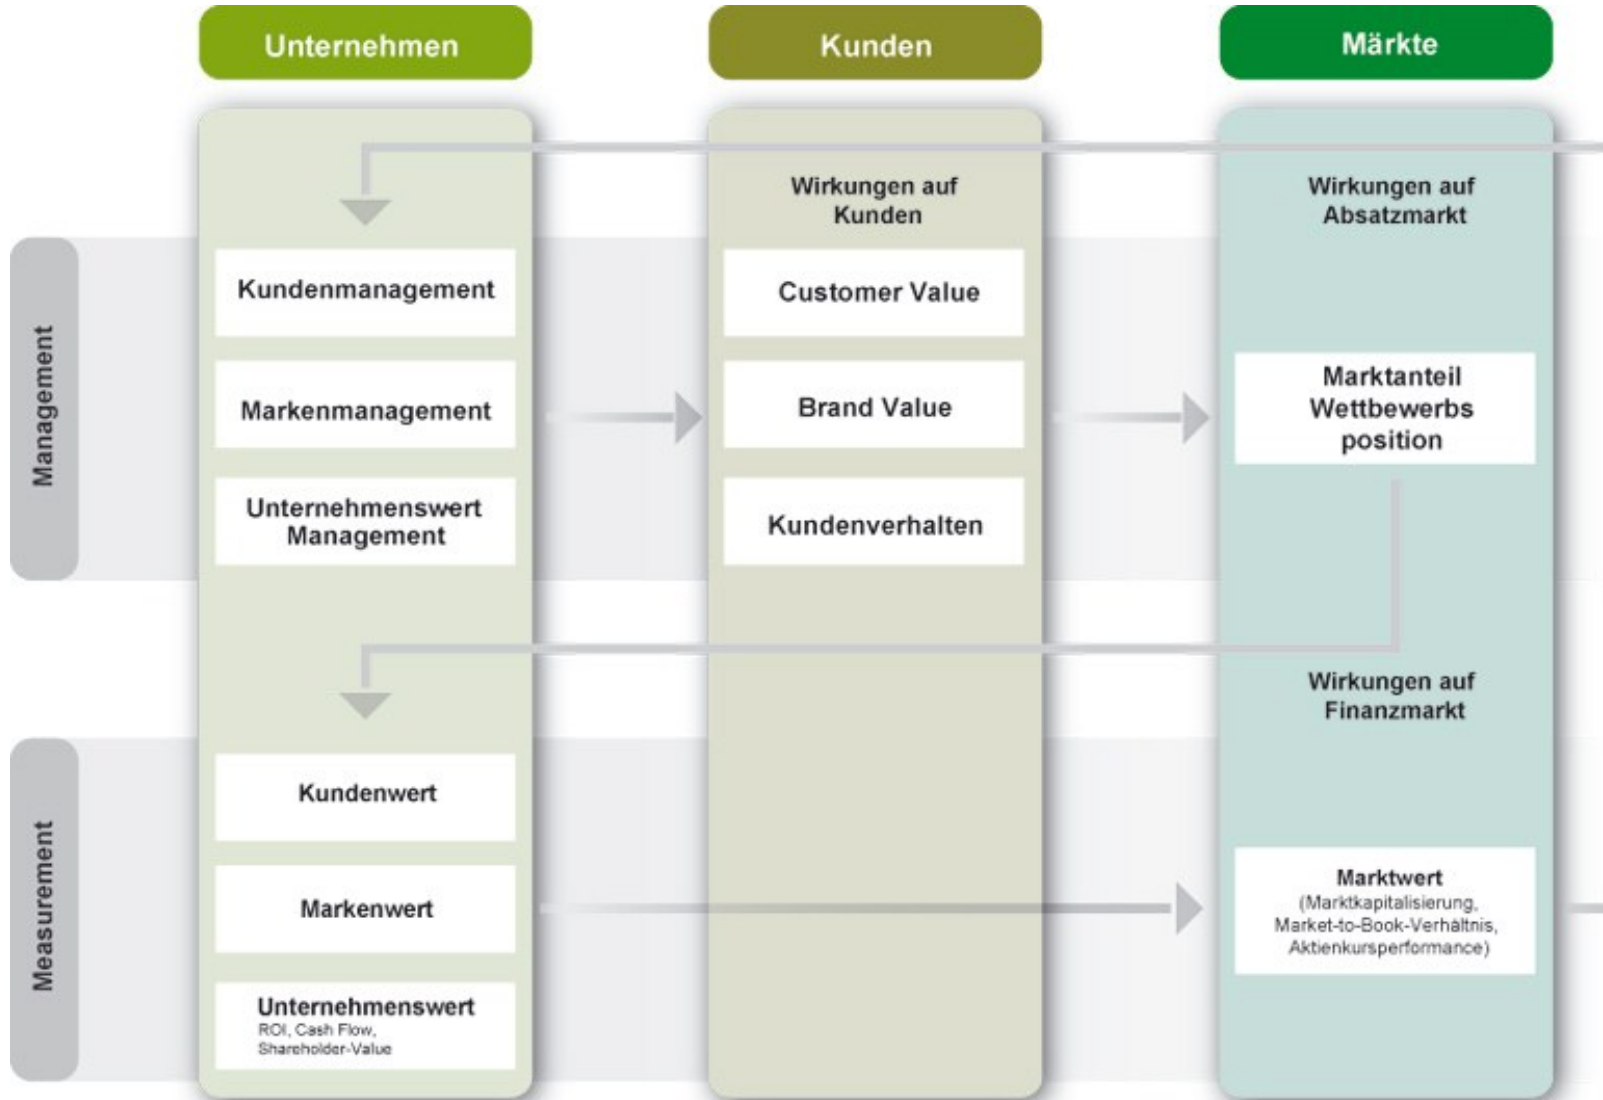 Unternehmen
Kunden
Märkte
Wirkungen auf
Kunden
Wirkungen auf
Absatzmarkt
Management
Kundenmanagement
Customer Value
Markenmanagement
Brand Value
Marktanteil
Wettbewerbs
position
Unternehmenswert
Management
Kundenverhalten
Wirkungen auf
Finanzmarkt
Measurement
Kundenwert
Markenwert
Marktwert
(Marktkapitalisierung,
Market-to-Book-Verhältnis,
Aktienkursperformance)
Unternehmenswert
ROI, Cash Flow,
Shareholder-Value